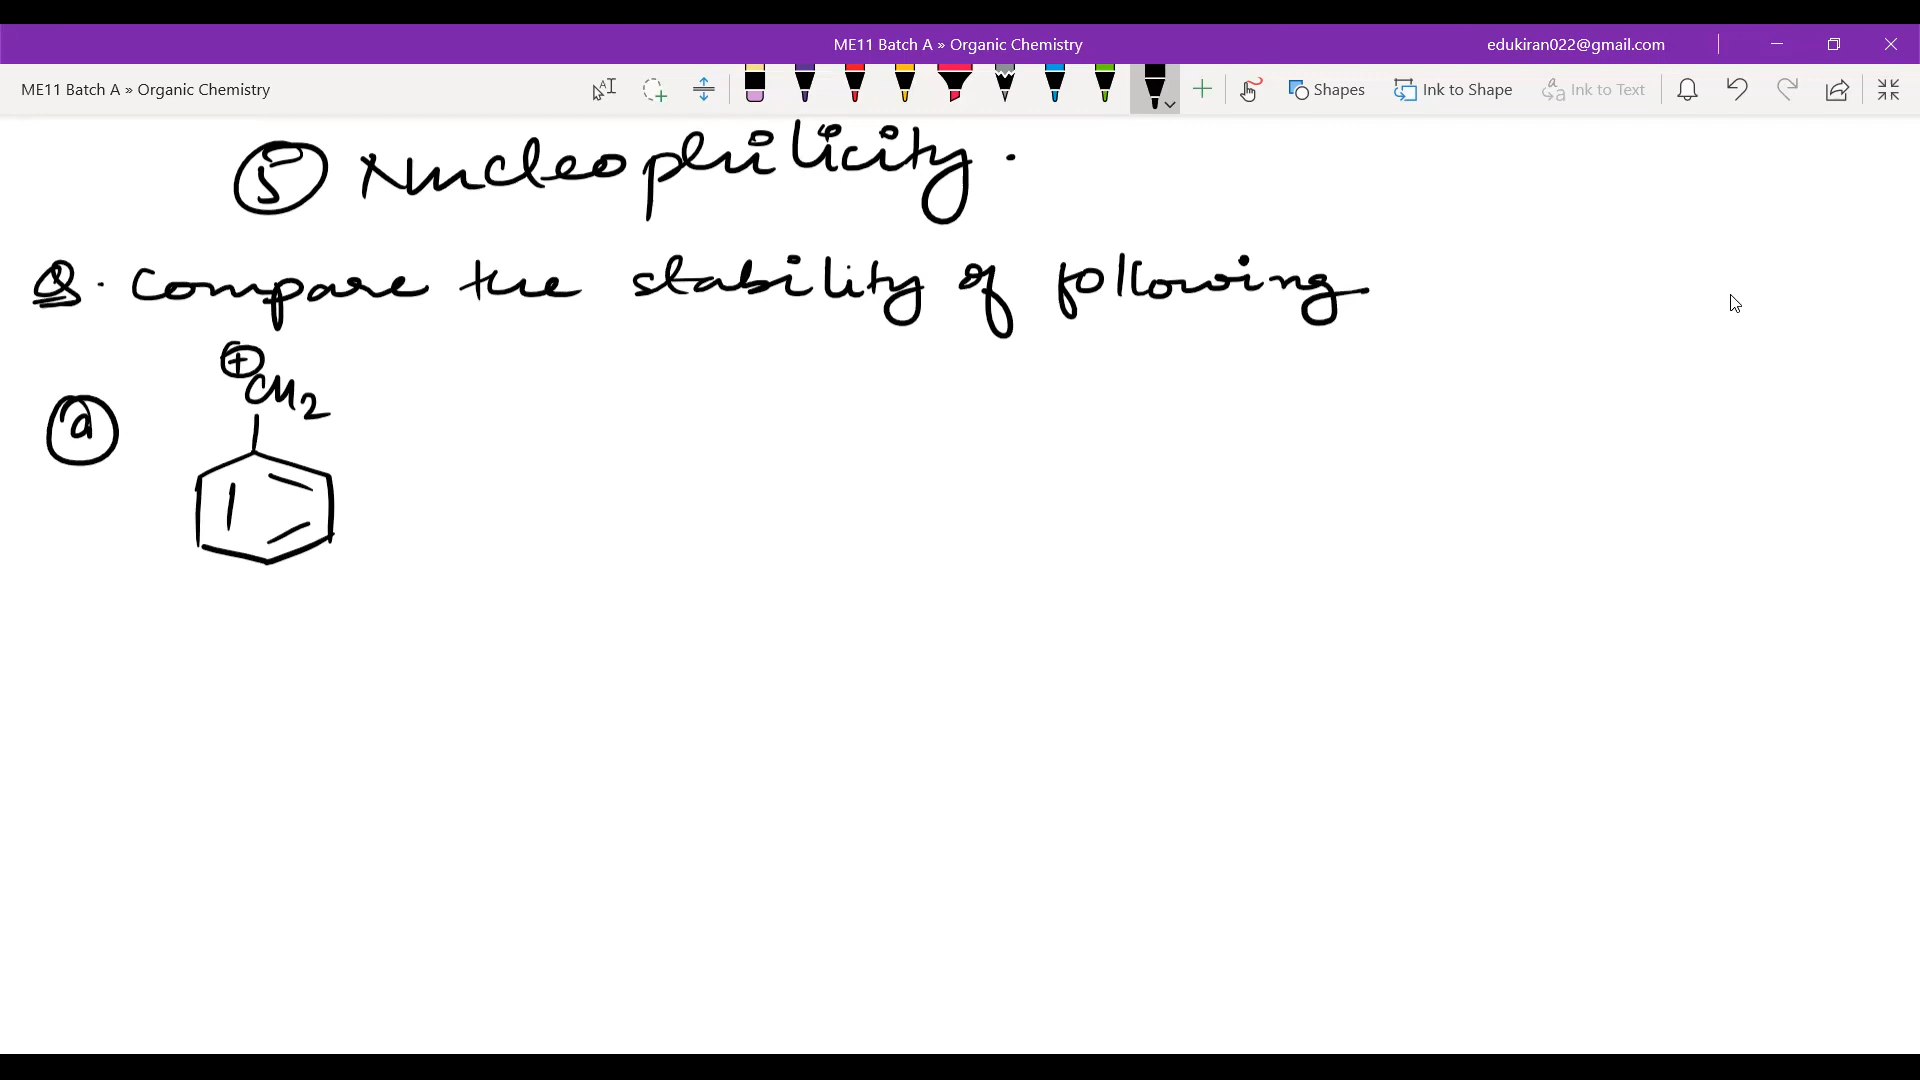 ME11 Batch A » Organic Chemistry
edukiran022@gmail.com
ME11 Batch A » Organic Chemistry
Shapes
Ink to Shape
Ink to Text
⑤ Nucleophilicity.
Q. Compare the stability of following
⊕
CH2
ⓐ